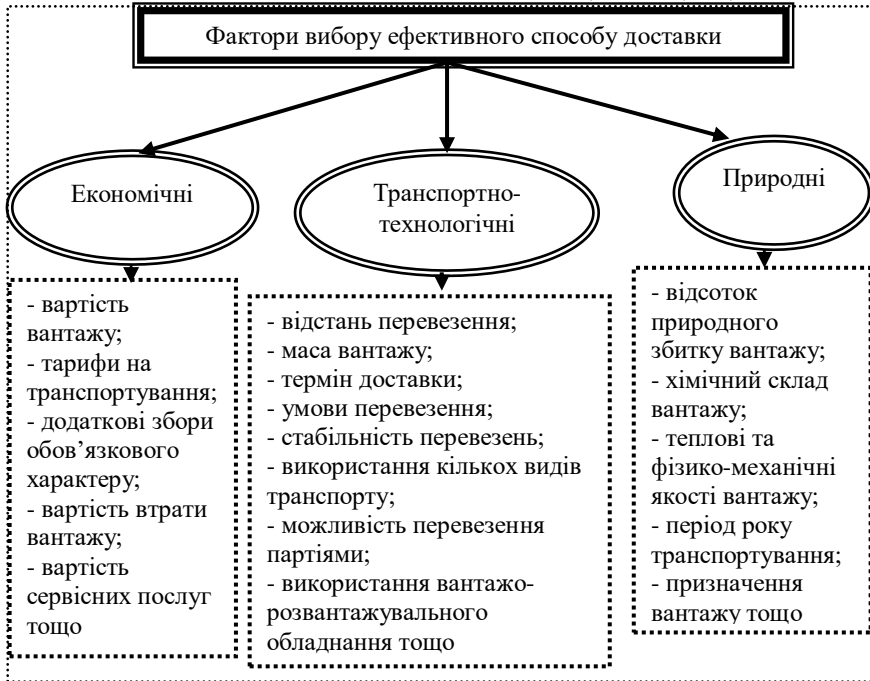 Фактори вибору ефективного способу доставки
Економічні
Транспортно-
технологічні
Природні
- вартість
вантажу;
- тарифи на
транспортування;
- додаткові збори
обов’язкового
характеру;
- вартість втрати
вантажу;
- вартість
сервісних послуг
тощо
- відстань перевезення;
- маса вантажу;
- термін доставки;
- умови перевезення;
- стабільність перевезень;
- використання кількох видів
транспорту;
- можливість перевезення
партіями;
- використання вантажо-
розвантажувального
обладнання тощо
- відсоток
природного
збитку вантажу;
- хімічний склад
вантажу;
- теплові та
фізико-механічні
якості вантажу;
- період року
транспортування;
- призначення
вантажу тощо